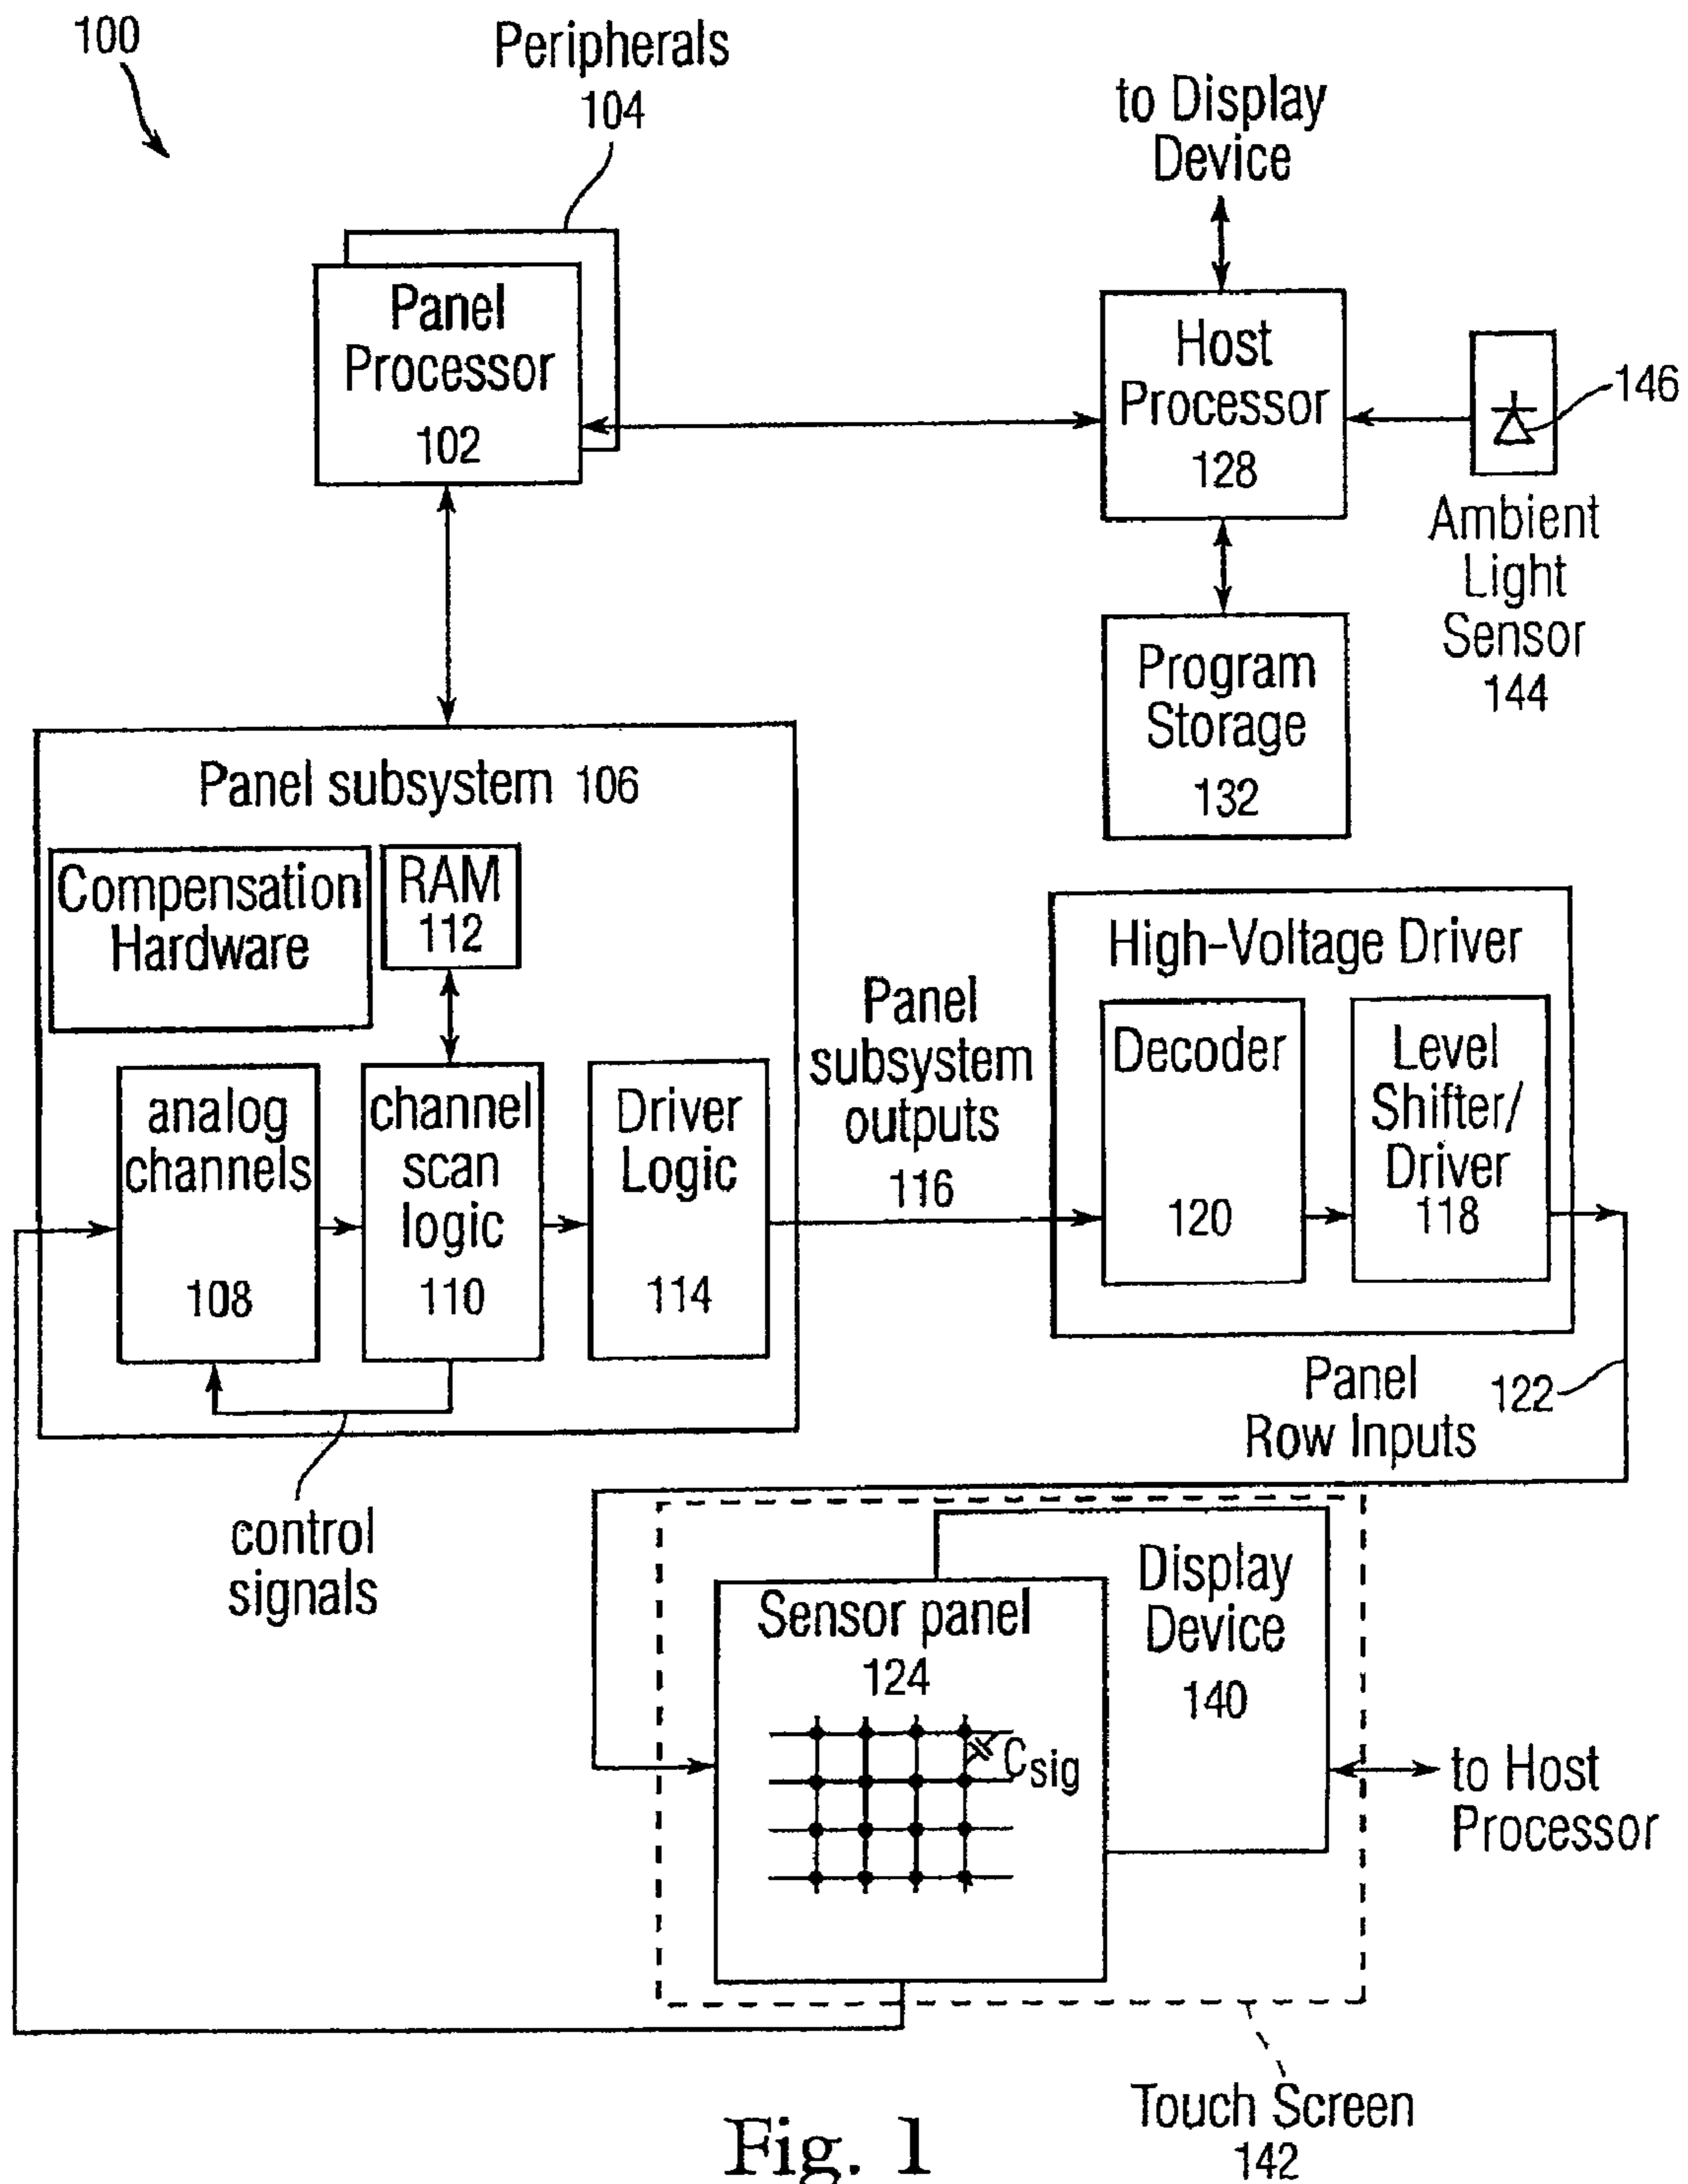 100
Peripherals
104
to Display
Device
Panel
Processor
102
Host
Processor
128
146
Ambient
Light
Sensor
144
Program
Storage
132
Panel subsystem 106
Compensation
Hardware
RAM
112
analog
channels
108
channel
scan
logic
110
Driver
Logic
114
control
signals
Panel
subsystem
outputs
116
High-Voltage Driver
Decoder
120
Level
Shifter/
Driver
118
Panel
Row Inputs
122
Sensor panel
124
Csig
Display
Device
140
to Host
Processor
Touch Screen
142
Fig. 1